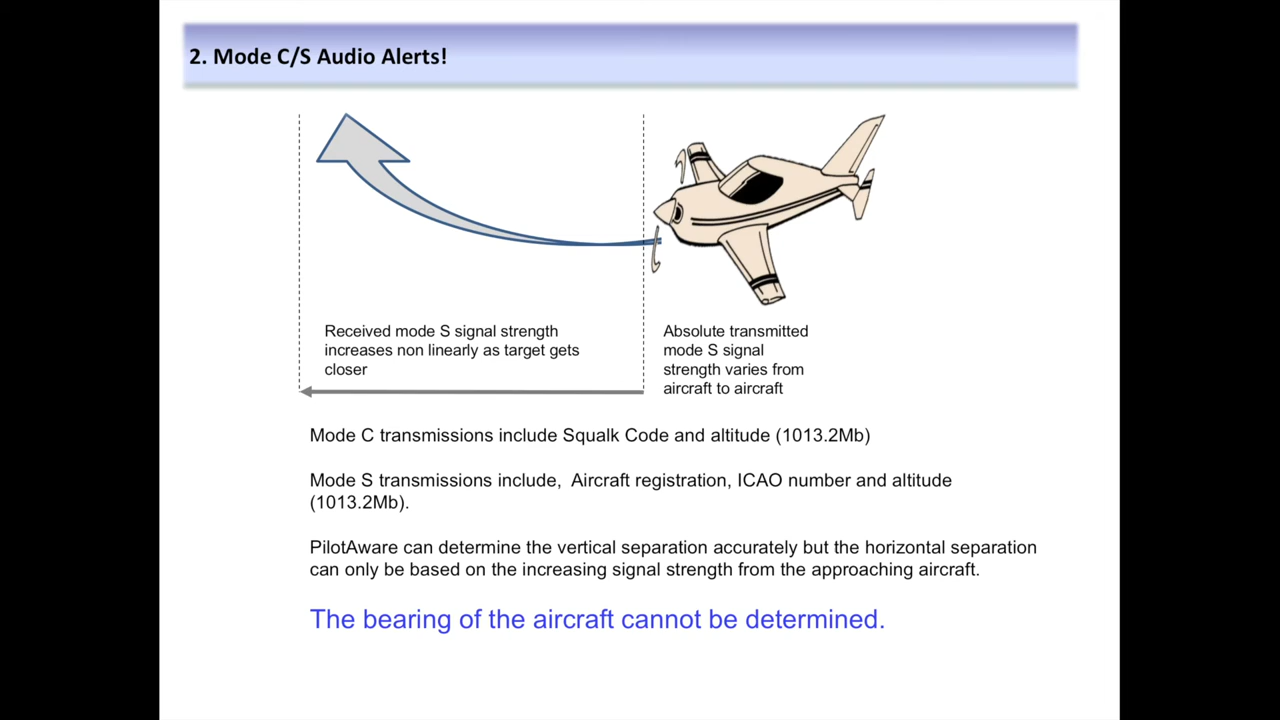 2. Mode C/S Audio Alerts!
Received mode S signal strength
increases non linearly as target gets
closer
Absolute transmitted
mode S signal
strength varies from
aircraft to aircraft
Mode C transmissions include Squalk Code and altitude (1013.2Mb)
Mode S transmissions include,  Aircraft registration, ICAO number and altitude
(1013.2Mb).
PilotAware can determine the vertical separation accurately but the horizontal separation
can only be based on the increasing signal strength from the approaching aircraft.
The bearing of the aircraft cannot be determined.